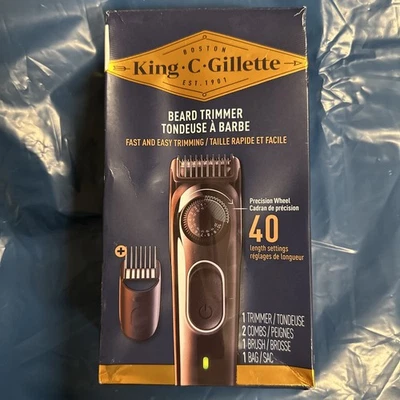 BOSTON
King·C·Gillette
EST. 1901
BEARD TRIMMER
TONDEUSE À BARBE
FAST AND EASY TRIMMING / TAILLE RAPIDE ET FACILE
Precision Wheel
Cadran de précision
40
length settings
réglages de longueur
1 TRIMMER / TONDEUSE
2 COMBS / PEIGNES
1 BRUSH / BROSSE
1 BAG / SAC